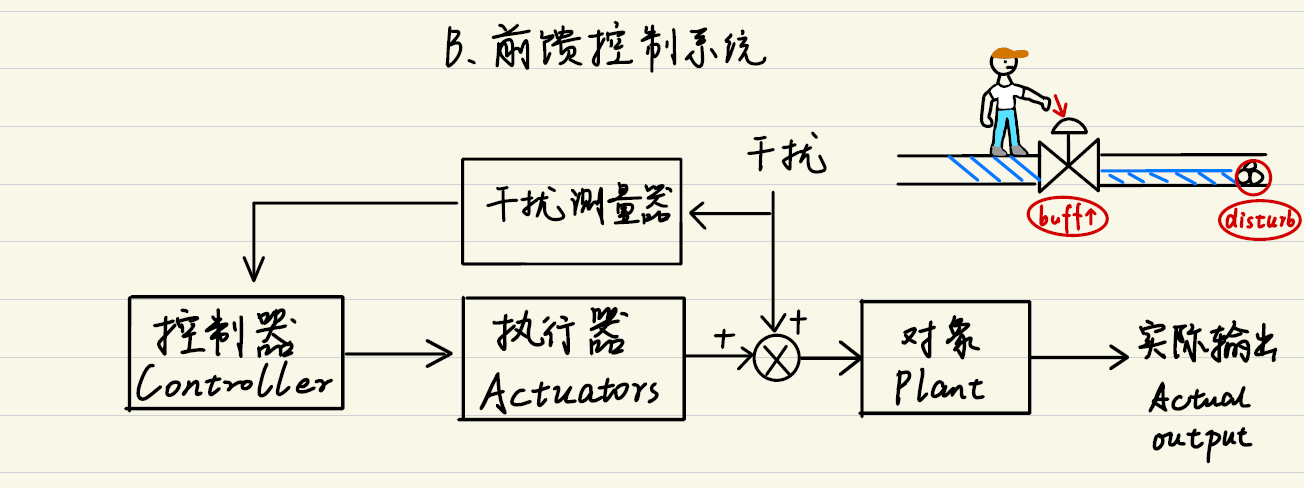 B、前馈控制系统
干扰
干扰测量器
buff↑
disturb
控制器
Controller
执行器
Actuators
+
+
对象
Plant
实际输出
Actual
output